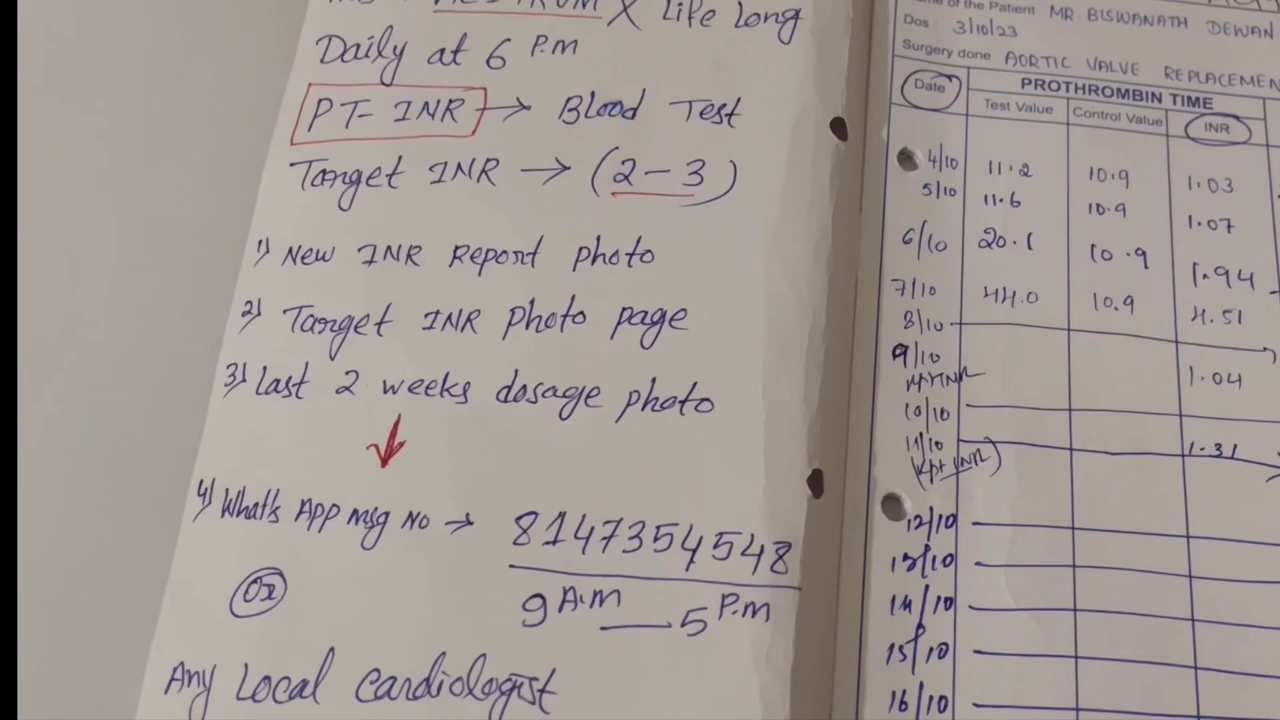 X Life long
Daily at 6 P.m
PT-INR → Blood Test
Target INR → (2-3)
1) New INR Report photo
2) Target INR photo page
3) Last 2 weeks dosage photo
4) What's App msg No → 8147354548
Or
9 A.m — 5 P.m
Any Local cardiologist
of the Patient MR. BISWANATH DEWAN
Dos: 3/10/23
Surgery done AORTIC VALVE REPLACEMEN
Date PROTHROMBIN TIME
Test Value Control Value INR
4/10 11.2 10.9 1.03
5/10 11.6 10.9 1.07
6/10 20.1 10.9 1.94
7/10 44.0 10.9 4.51
8/10
9/10 1.04
10/10
11/10 1.31
12/10
13/10
14/10
15/10
16/10